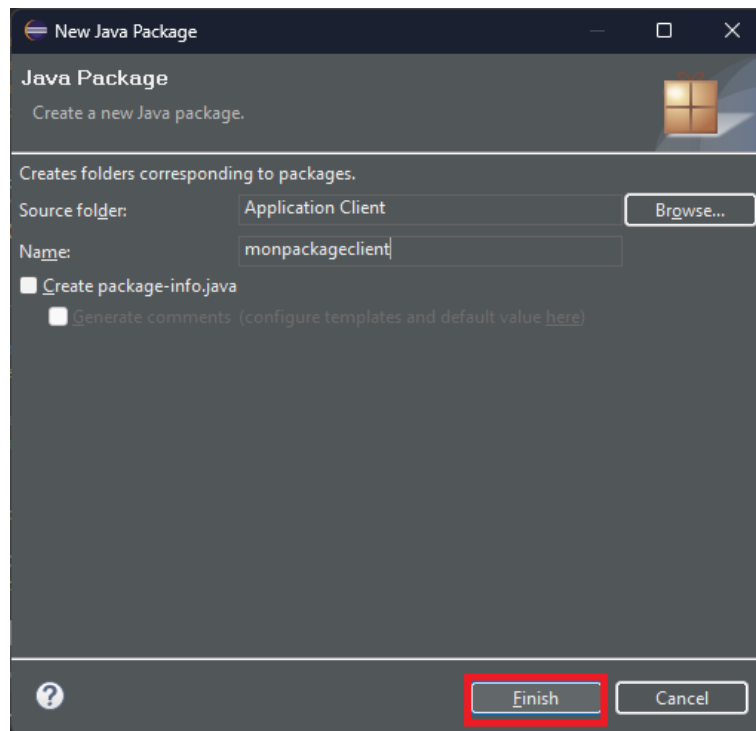 New Java Package
Java Package
Create a new Java package.
Creates folders corresponding to packages.
Source folder: Application Client Browse...
Name: monpackageclient
Create package-info.java
Generate comments (configure templates and default value here)
Finish Cancel